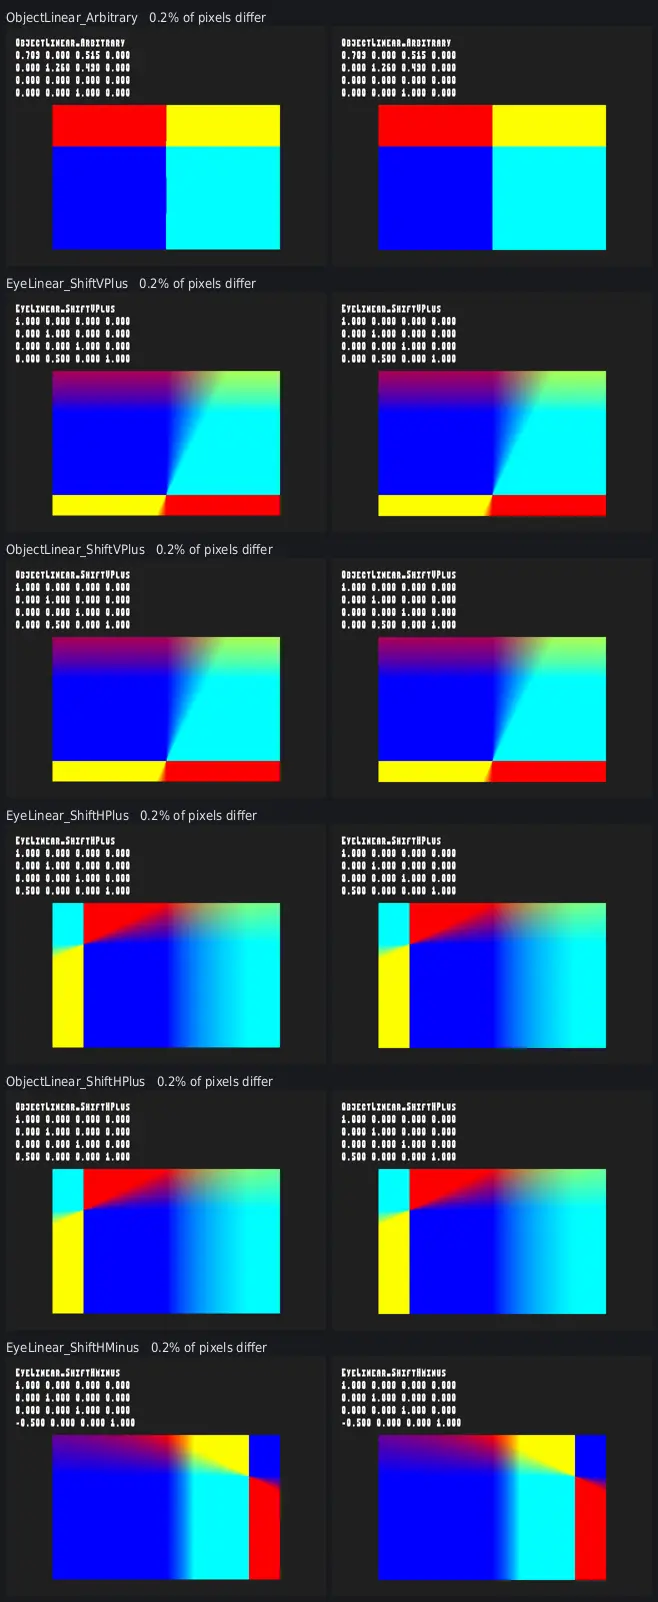 ObjectLinear_Arbitrary 0.2% of pixels differ
ObjectLinear_Arbitrary ObjectLinear_Arbitrary
0.703 0.000 0.515 0.000 0.703 0.000 0.515 0.000
0.000 1.260 0.430 0.000 0.000 1.260 0.430 0.000
0.000 0.000 0.000 0.000 0.000 0.000 0.000 0.000
0.000 0.000 1.000 0.000 0.000 0.000 1.000 0.000
EyeLinear_ShiftVPlus 0.2% of pixels differ
EyeLinear_ShiftVPlus EyeLinear_ShiftVPlus
1.000 0.000 0.000 0.000 1.000 0.000 0.000 0.000
0.000 1.000 0.000 0.000 0.000 1.000 0.000 0.000
0.000 0.000 1.000 0.000 0.000 0.000 1.000 0.000
0.000 0.500 0.000 1.000 0.000 0.500 0.000 1.000
ObjectLinear_ShiftVPlus 0.2% of pixels differ
ObjectLinear_ShiftVPlus ObjectLinear_ShiftVPlus
1.000 0.000 0.000 0.000 1.000 0.000 0.000 0.000
0.000 1.000 0.000 0.000 0.000 1.000 0.000 0.000
0.000 0.000 1.000 0.000 0.000 0.000 1.000 0.000
0.000 0.500 0.000 1.000 0.000 0.500 0.000 1.000
EyeLinear_ShiftHPlus 0.2% of pixels differ
EyeLinear_ShiftHPlus EyeLinear_ShiftHPlus
1.000 0.000 0.000 0.000 1.000 0.000 0.000 0.000
0.000 1.000 0.000 0.000 0.000 1.000 0.000 0.000
0.000 0.000 1.000 0.000 0.000 0.000 1.000 0.000
0.500 0.000 0.000 1.000 0.500 0.000 0.000 1.000
ObjectLinear_ShiftHPlus 0.2% of pixels differ
ObjectLinear_ShiftHPlus ObjectLinear_ShiftHPlus
1.000 0.000 0.000 0.000 1.000 0.000 0.000 0.000
0.000 1.000 0.000 0.000 0.000 1.000 0.000 0.000
0.000 0.000 1.000 0.000 0.000 0.000 1.000 0.000
0.500 0.000 0.000 1.000 0.500 0.000 0.000 1.000
EyeLinear_ShiftHMinus 0.2% of pixels differ
EyeLinear_ShiftHMinus EyeLinear_ShiftHMinus
1.000 0.000 0.000 0.000 1.000 0.000 0.000 0.000
0.000 1.000 0.000 0.000 0.000 1.000 0.000 0.000
0.000 0.000 1.000 0.000 0.000 0.000 1.000 0.000
-0.500 0.000 0.000 1.000 -0.500 0.000 0.000 1.000